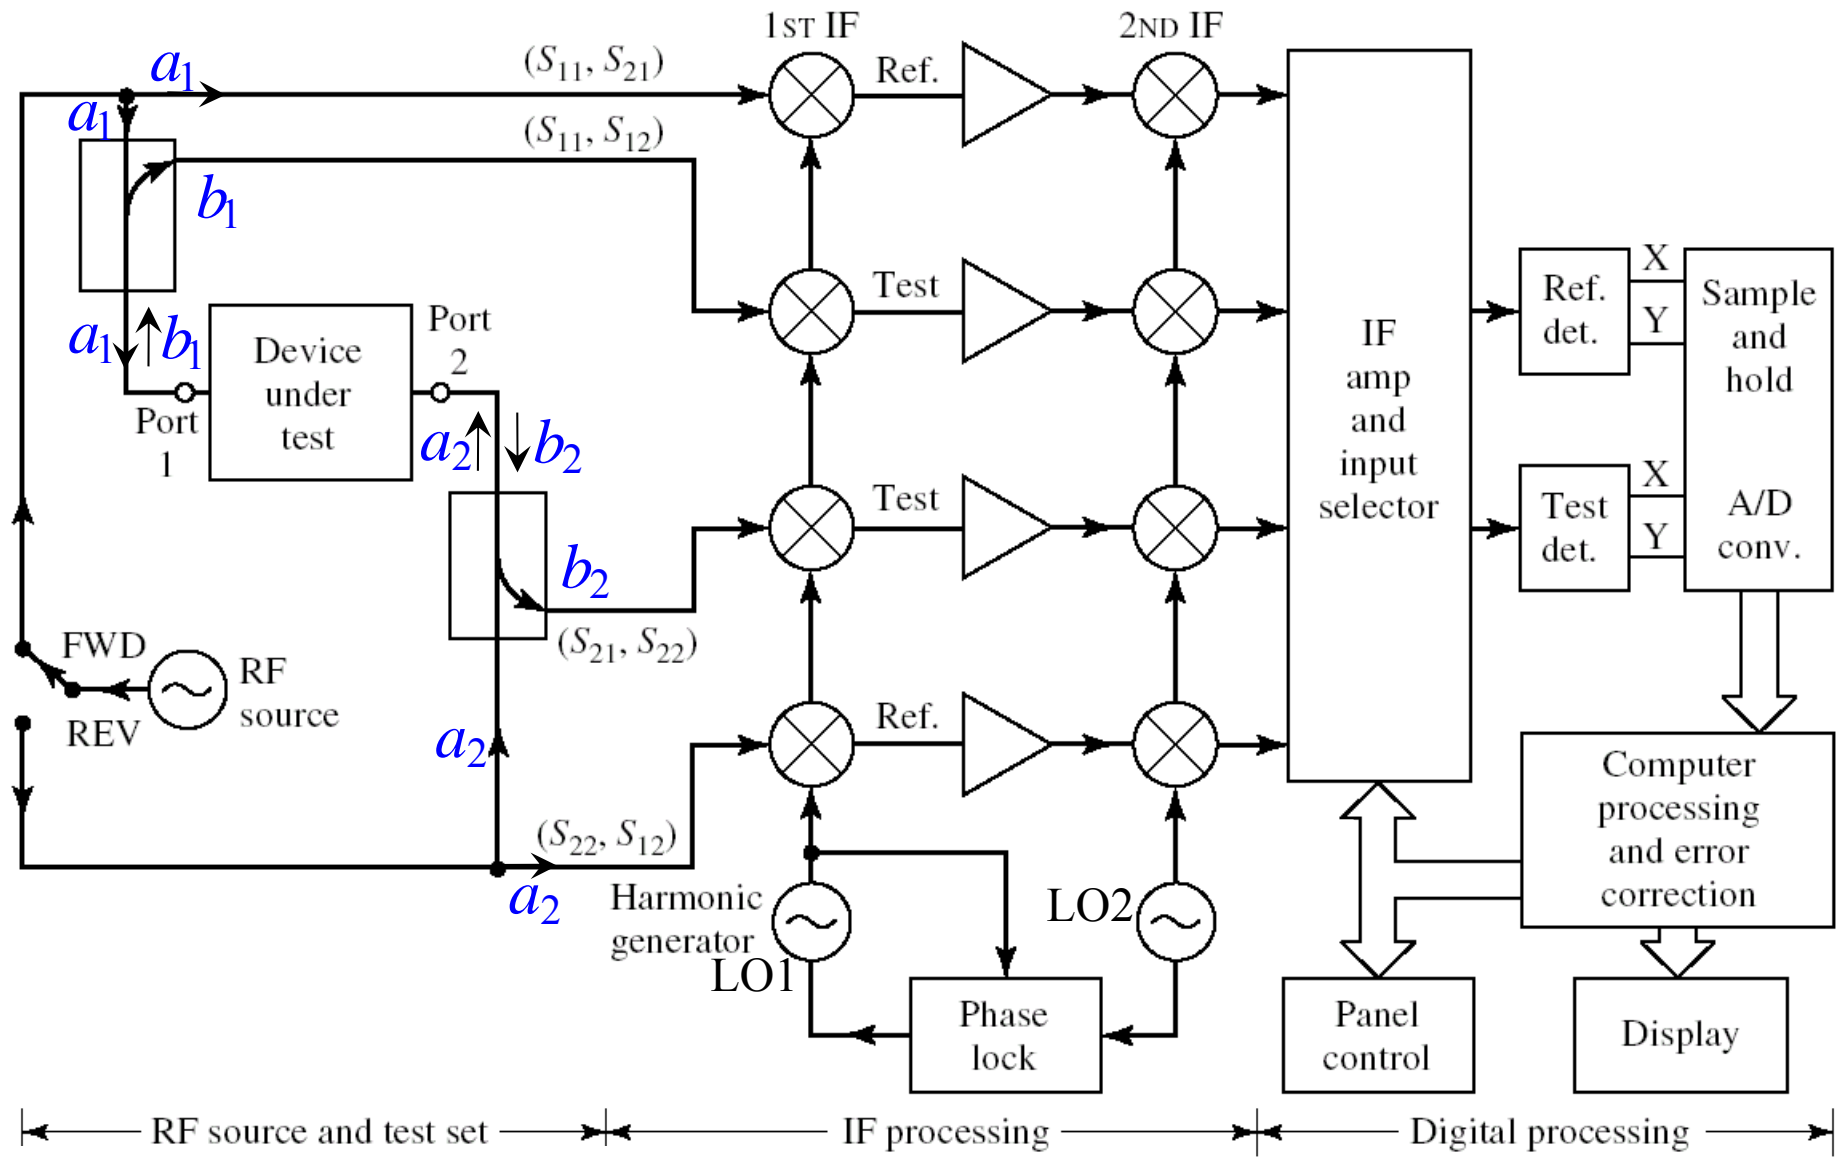 1ST IF
2ND IF
a1
(S11, S21)
Ref.
a1
(S11, S12)
b1
Test
a1
b1
Device
under
test
Port
2
Port
1
a2
b2
Test
b2
(S21, S22)
FWD
REV
RF
source
a2
Ref.
(S22, S12)
a2
Harmonic
generator
LO1
LO2
Phase
lock
IF
amp
and
input
selector
Ref.
det.
X
Y
Sample
and
hold
Test
det.
X
Y
A/D
conv.
Computer
processing
and error
correction
Panel
control
Display
RF source and test set
IF processing
Digital processing